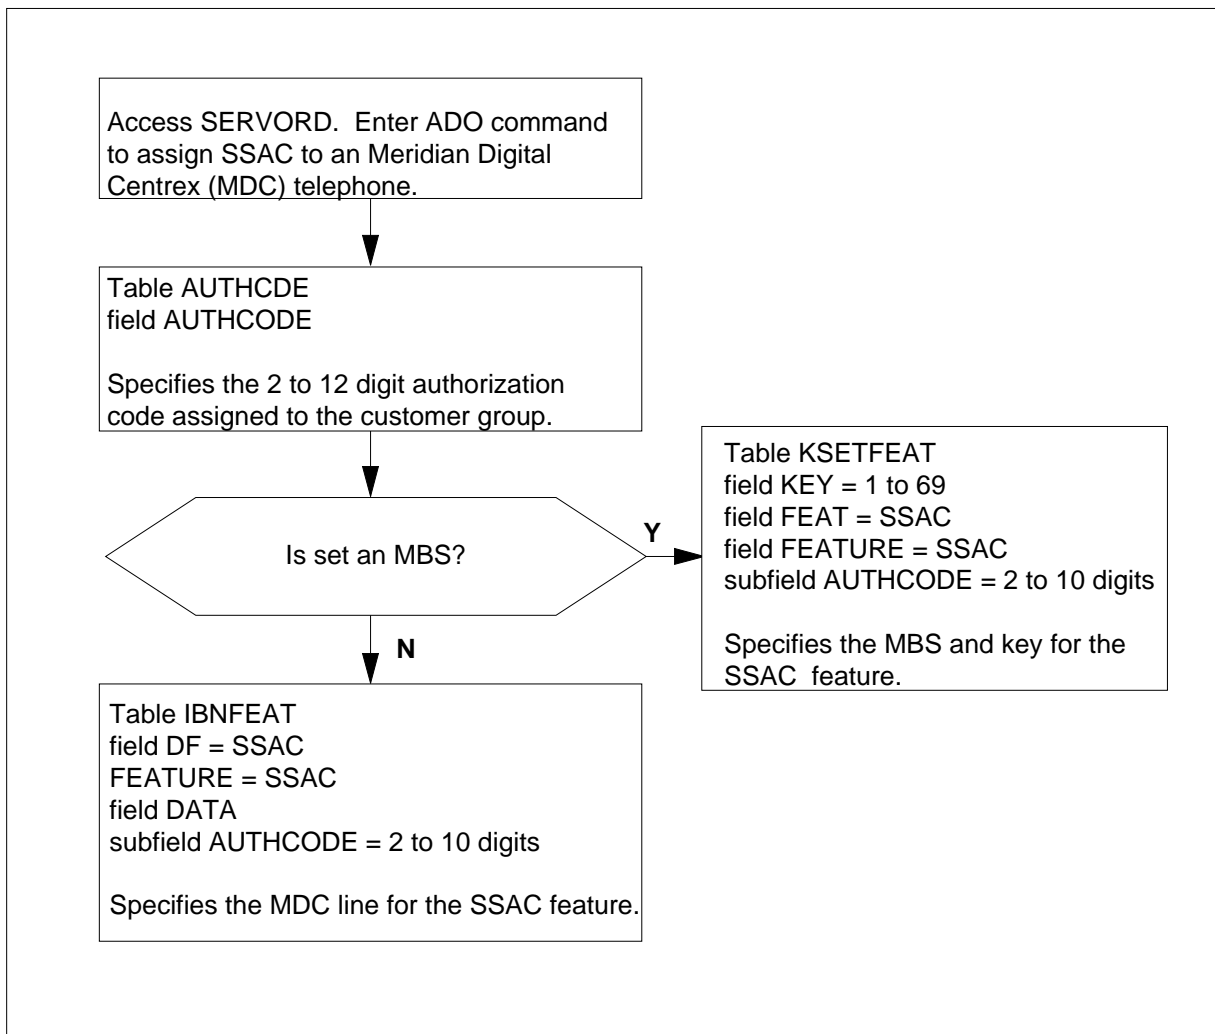 Access SERVORD.  Enter ADO command
to assign SSAC to an Meridian Digital
Centrex (MDC) telephone.
Table AUTHCDE
field AUTHCODE
Specifies the 2 to 12 digit authorization
code assigned to the customer group.
Is set an MBS?
Y
Table KSETFEAT
field KEY = 1 to 69
field FEAT = SSAC
field FEATURE = SSAC
subfield AUTHCODE = 2 to 10 digits
Specifies the MBS and key for the
SSAC  feature.
N
Table IBNFEAT
field DF = SSAC
FEATURE = SSAC
field DATA
subfield AUTHCODE = 2 to 10 digits
Specifies the MDC line for the SSAC feature.